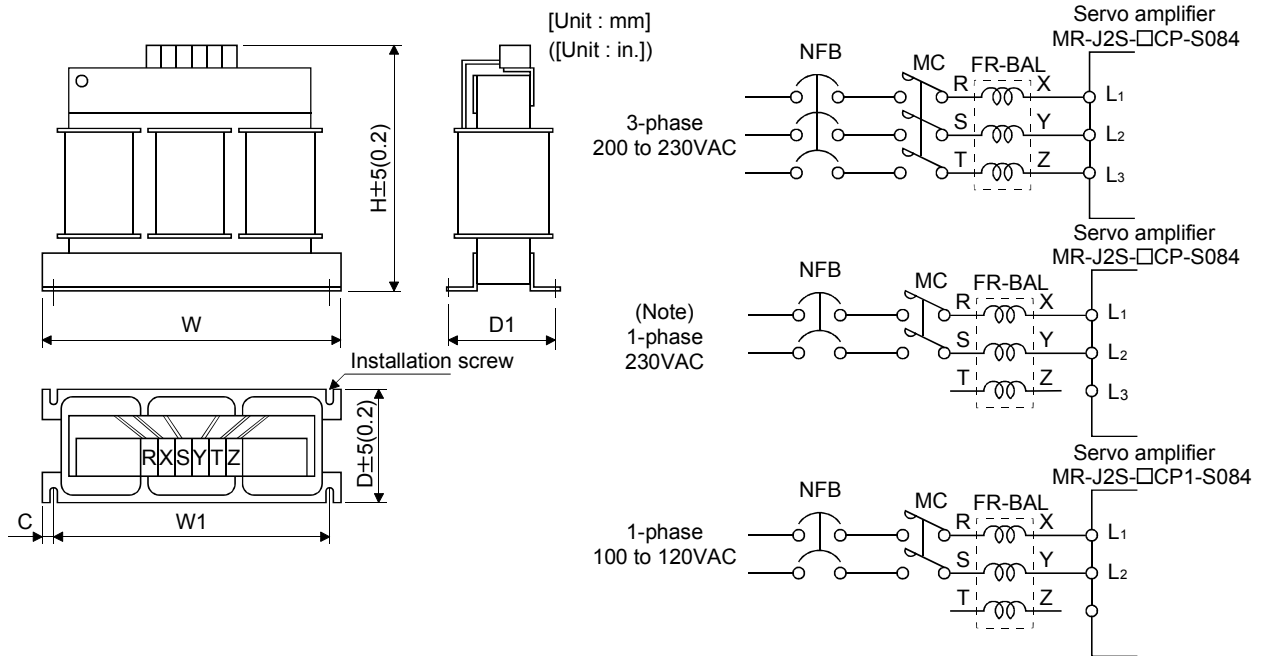 [Unit : mm]
([Unit : in.])
H±5(0.2)
W
D1
Installation screw
RXSYTZ
D±5(0.2)
C
W1
Servo amplifier
MR-J2S-□CP-S084
NFB
MC
FR-BAL
3-phase
200 to 230VAC
R
X
L1
S
Y
L2
T
Z
L3
Servo amplifier
MR-J2S-□CP-S084
NFB
MC
FR-BAL
(Note)
1-phase
230VAC
R
X
L1
S
Y
L2
T
Z
L3
Servo amplifier
MR-J2S-□CP1-S084
NFB
MC
FR-BAL
1-phase
100 to 120VAC
R
X
L1
S
Y
L2
T
Z